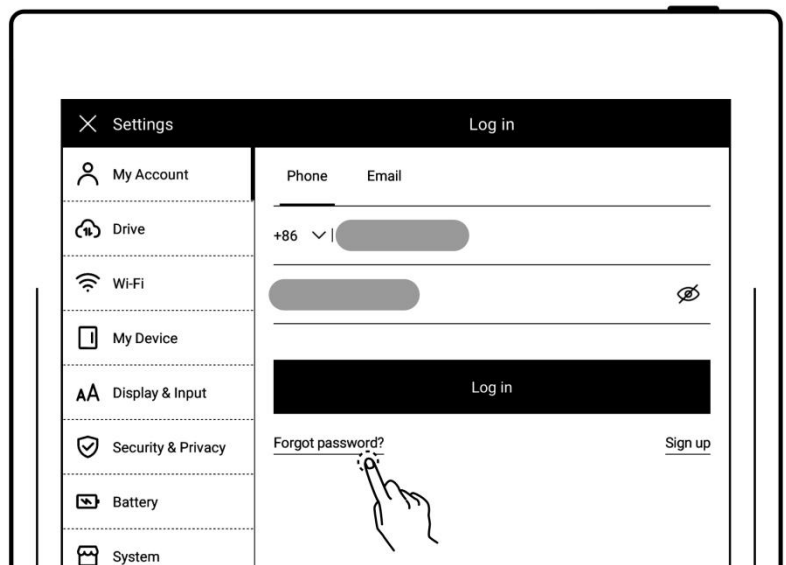 Settings
Log in
My Account
Drive
Wi-Fi
My Device
Display & Input
Security & Privacy
Battery
System
Phone Email
+86
Log in
Forgot password? Sign up